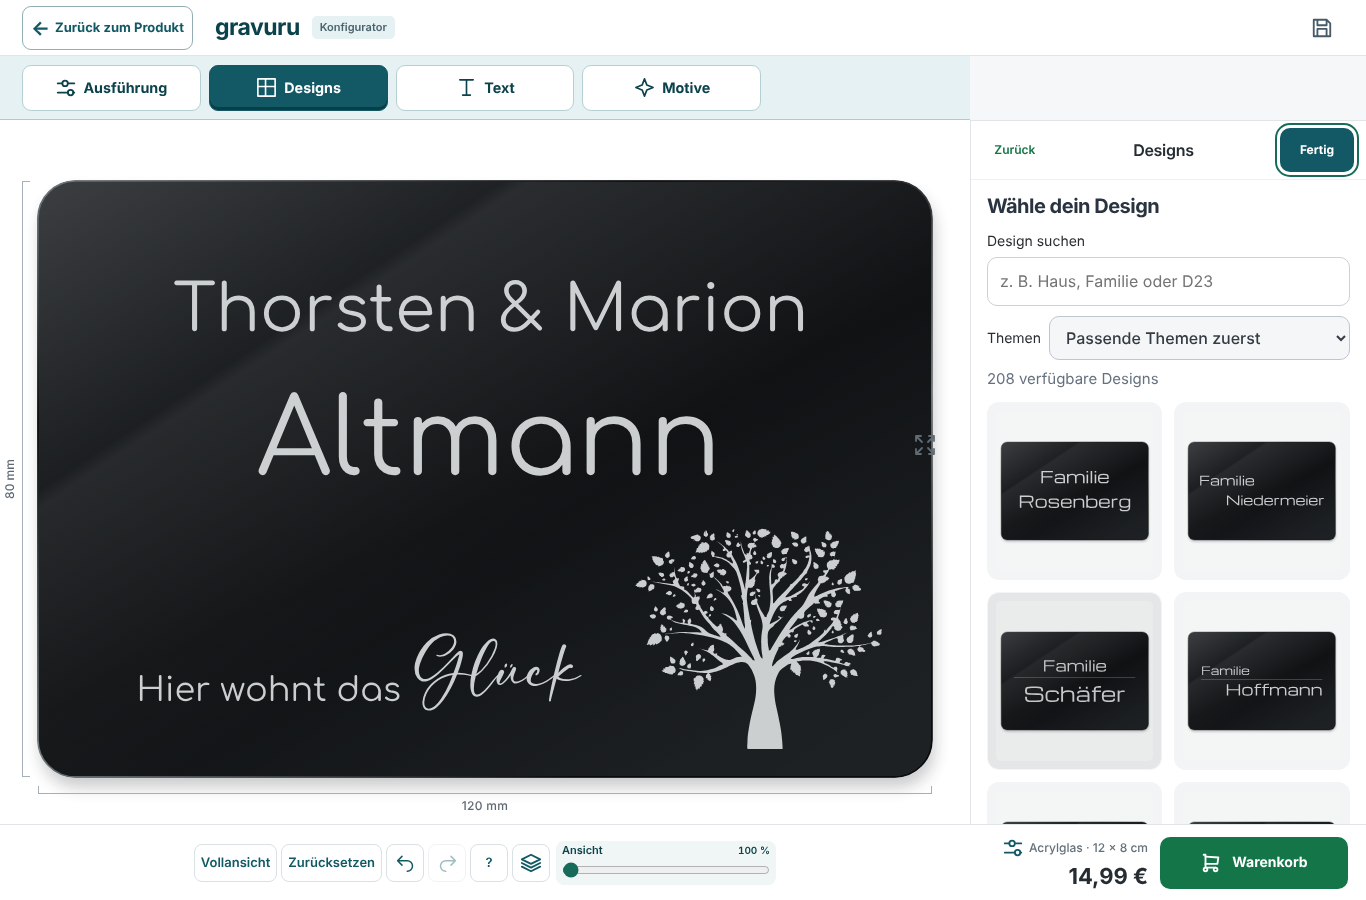 Zurück zum Produkt
gravuru
Konfigurator
Ausführung
Designs
Text
Motive
Zurück
Designs
Fertig
Wähle dein Design
Design suchen
z. B. Haus, Familie oder D23
Themen
Passende Themen zuerst
208 verfügbare Designs
Thorsten & Marion
Altmann
Hier wohnt das Glück
80 mm
120 mm
Familie
Rosenberg
Familie
Niedermeier
Familie
Schäfer
Familie
Hoffmann
Vollansicht
Zurücksetzen
?
Ansicht
100 %
Acrylglas · 12 × 8 cm
14,99 €
Warenkorb